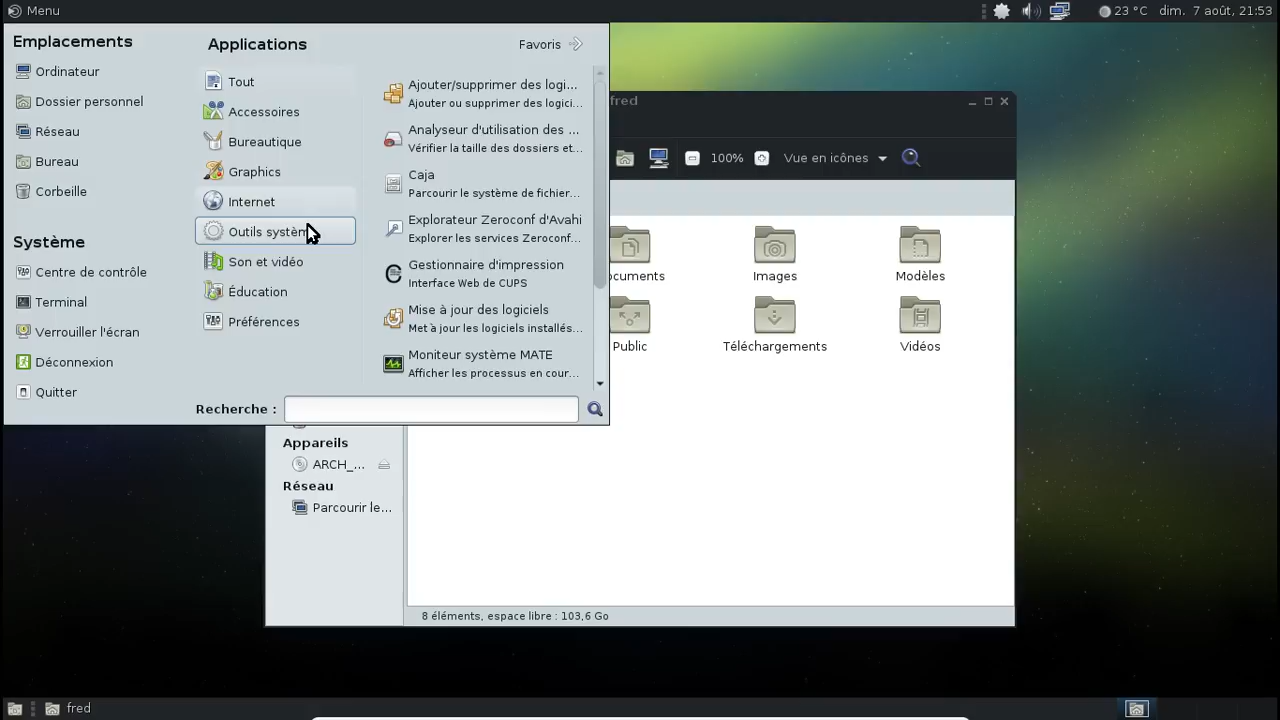 Menu
23 °C dim. 7 août, 21:53
Emplacements
Ordinateur
Dossier personnel
Réseau
Bureau
Corbeille
Système
Centre de contrôle
Terminal
Verrouiller l'écran
Déconnexion
Quitter
Applications
Favoris
Tout
Accessoires
Bureautique
Graphics
Internet
Outils système
Son et vidéo
Éducation
Préférences
Ajouter/supprimer des logi...
Ajouter ou supprimer des logici...
Analyseur d'utilisation des ...
Vérifier la taille des dossiers et...
Caja
Parcourir le système de fichier...
Explorateur Zeroconf d'Avahi
Explorer les services Zeroconf...
Gestionnaire d'impression
Interface Web de CUPS
Mise à jour des logiciels
Met à jour les logiciels installés...
Moniteur système MATE
Afficher les processus en cour...
Recherche :
fred
100% Vue en icônes
ocuments Images Modèles
Public Téléchargements Vidéos
Appareils
ARCH_...
Réseau
Parcourir le...
8 éléments, espace libre : 103,6 Go
fred